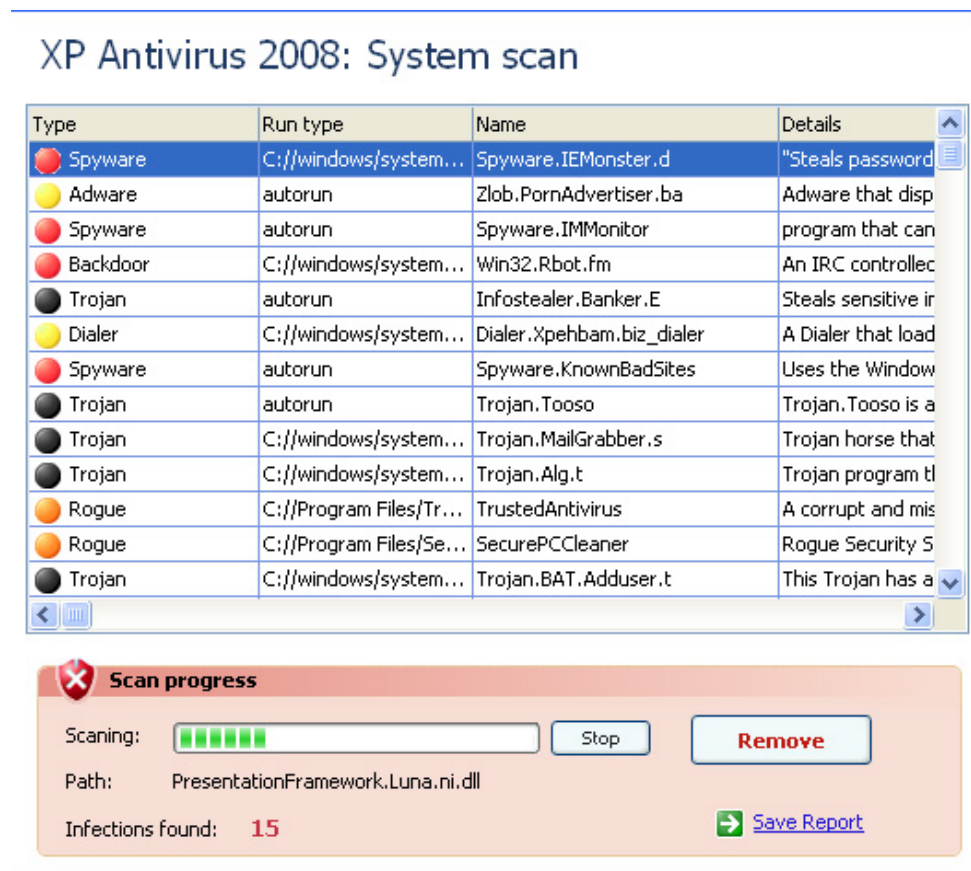 XP Antivirus 2008: System scan
Type Run type Name Details
Spyware C://windows/system... Spyware.IEMonster.d "Steals password
Adware autorun Zlob.PornAdvertiser.ba Adware that disp
Spyware autorun Spyware.IMMonitor program that can
Backdoor C://windows/system... Win32.Rbot.fm An IRC controlled
Trojan autorun Infostealer.Banker.E Steals sensitive in
Dialer C://windows/system... Dialer.Xpehbam.biz_dialer A Dialer that load
Spyware autorun Spyware.KnownBadSites Uses the Window
Trojan autorun Trojan.Tooso Trojan.Tooso is a
Trojan C://windows/system... Trojan.MailGrabber.s Trojan horse that
Trojan C://windows/system... Trojan.Alg.t Trojan program th
Rogue C://Program Files/Tr... TrustedAntivirus A corrupt and mis
Rogue C://Program Files/Se... SecurePCCleaner Rogue Security S
Trojan C://windows/system... Trojan.BAT.Adduser.t This Trojan has a
Scan progress
Scaning: Stop Remove
Path: PresentationFramework.Luna.ni.dll
Infections found: 15 Save Report